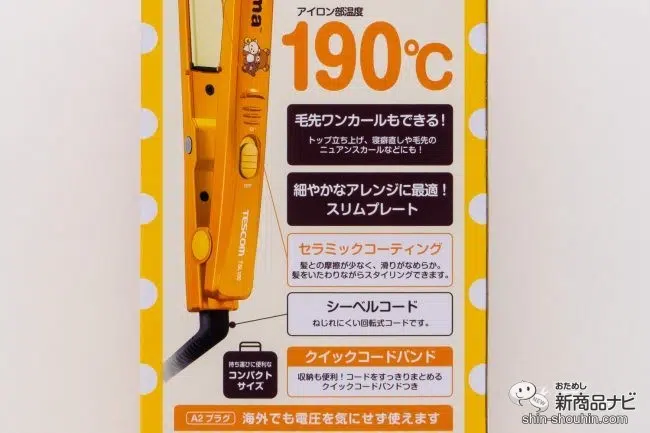 アイロン部温度
190℃
毛先ワンカールもできる！
トップ立ち上げ、寝癖直しや毛先の
ニュアンスカールなどにも！
細やかなアレンジに最適！
スリムプレート
TESCOM
セラミックコーティング
髪との摩擦が少なく、滑りがなめらか。
髪をいたわりながらスタイリングできます。
シーベルコード
ねじれにくい回転式コードです。
持ち運びに便利な
コンパクト
サイズ
クイックコードバンド
収納も便利！コードをすっきりまとめる
クイックコードバンドつき
A2プラグ 海外でも電圧を気にせず使えます
おためし
新商品ナビ
shin-shouhin.com